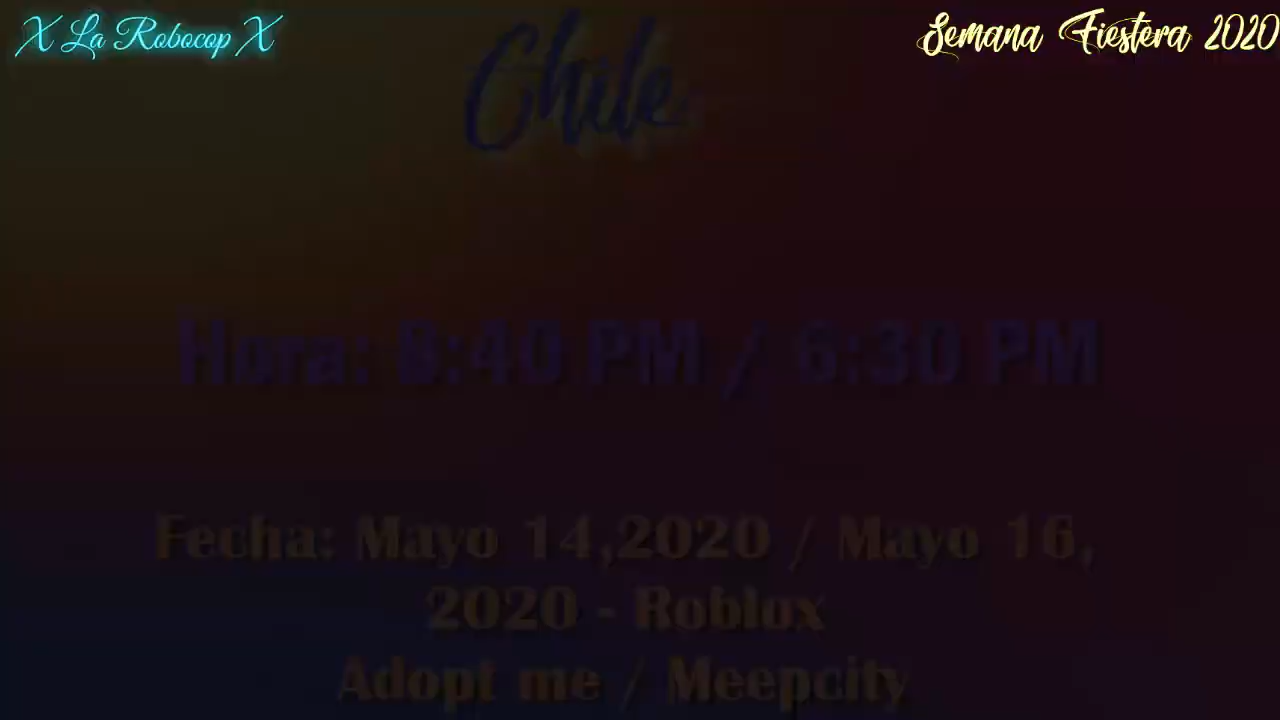 X La Robocop X
Semana Fiestera 2020
Chile
Hora: 8:40 PM / 6:30 PM
Fecha: Mayo 14,2020 / Mayo 16,
2020 - Roblox
Adopt me / Meepcity